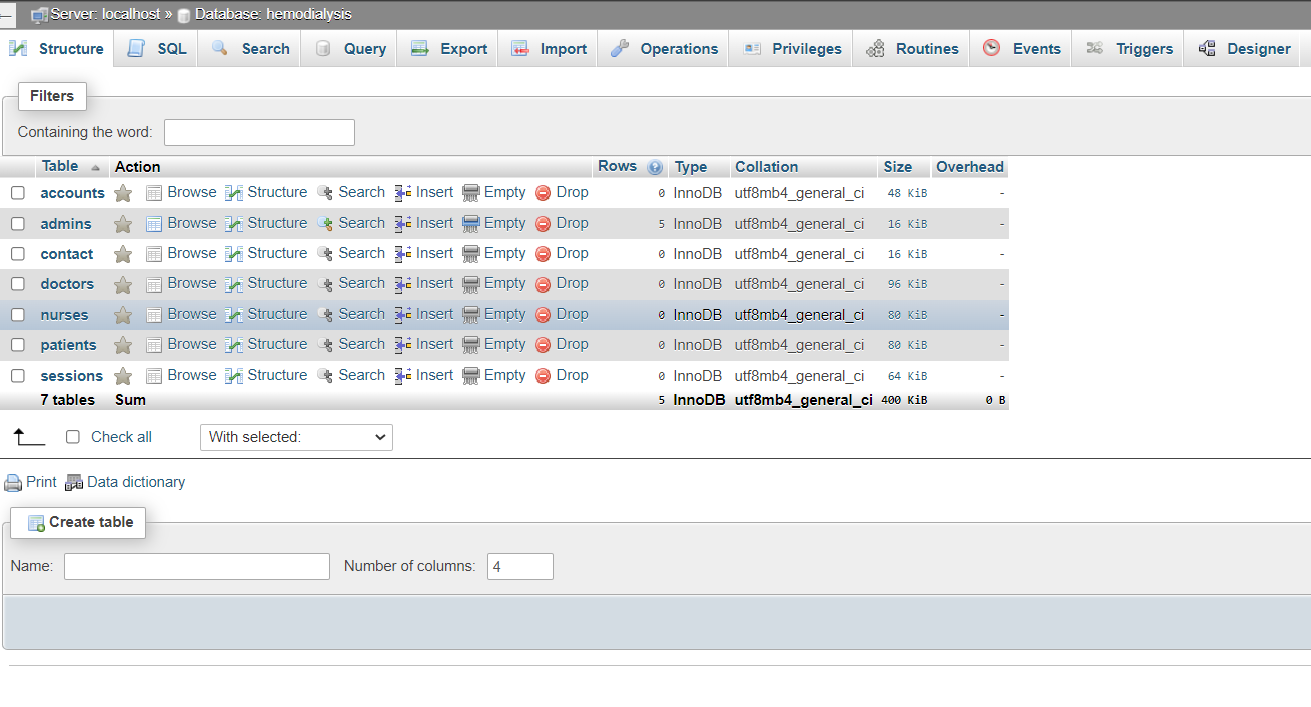 Server: localhost » Database: hemodialysis
Structure SQL Search Query Export Import Operations Privileges Routines Events Triggers Designer
Filters
Containing the word:
Table Action Rows Type Collation Size Overhead
accounts Browse Structure Search Insert Empty Drop 0 InnoDB utf8mb4_general_ci 48 KiB -
admins Browse Structure Search Insert Empty Drop 5 InnoDB utf8mb4_general_ci 16 KiB -
contact Browse Structure Search Insert Empty Drop 0 InnoDB utf8mb4_general_ci 16 KiB -
doctors Browse Structure Search Insert Empty Drop 0 InnoDB utf8mb4_general_ci 96 KiB -
nurses Browse Structure Search Insert Empty Drop 0 InnoDB utf8mb4_general_ci 80 KiB -
patients Browse Structure Search Insert Empty Drop 0 InnoDB utf8mb4_general_ci 80 KiB -
sessions Browse Structure Search Insert Empty Drop 0 InnoDB utf8mb4_general_ci 64 KiB -
7 tables Sum 5 InnoDB utf8mb4_general_ci 400 KiB 0 B
Check all With selected:
Print Data dictionary
Create table
Name: Number of columns: 4